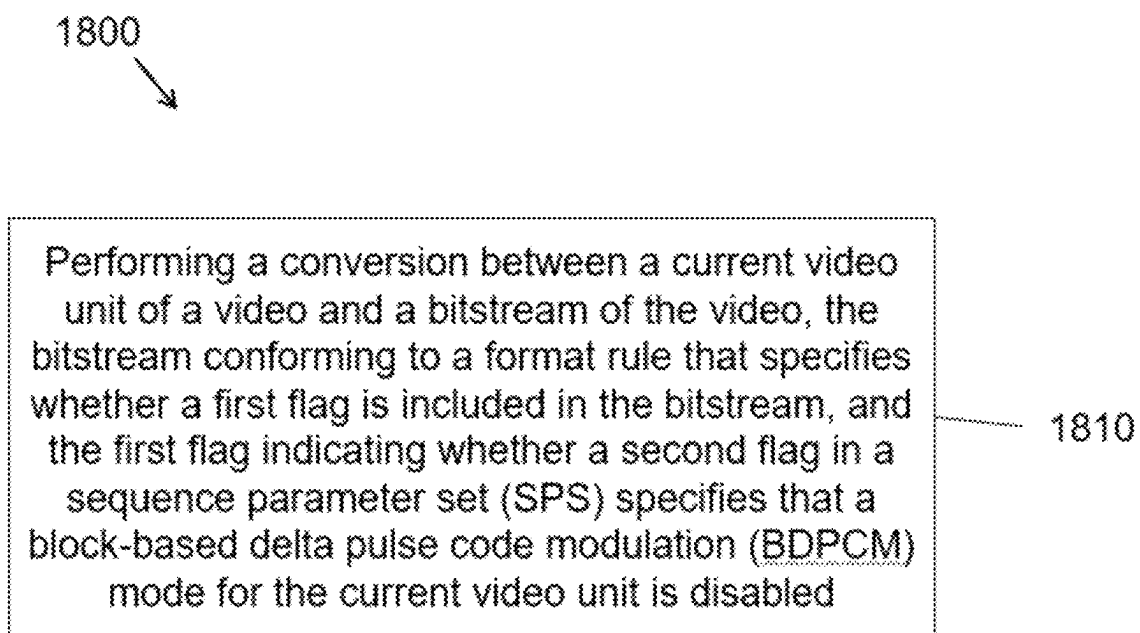 1800
Performing a conversion between a current video
unit of a video and a bitstream of the video, the
bitstream conforming to a format rule that specifies
whether a first flag is included in the bitstream, and
the first flag indicating whether a second flag in a
sequence parameter set (SPS) specifies that a
block-based delta pulse code modulation (BDPCM)
mode for the current video unit is disabled
1810